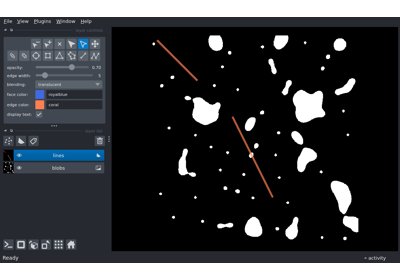 File View Plugins Window Help
opacity: 0.70
edge width: 5
blending: translucent
face color: royalblue
edge color: coral
display text:
lines
blobs
Ready
activity